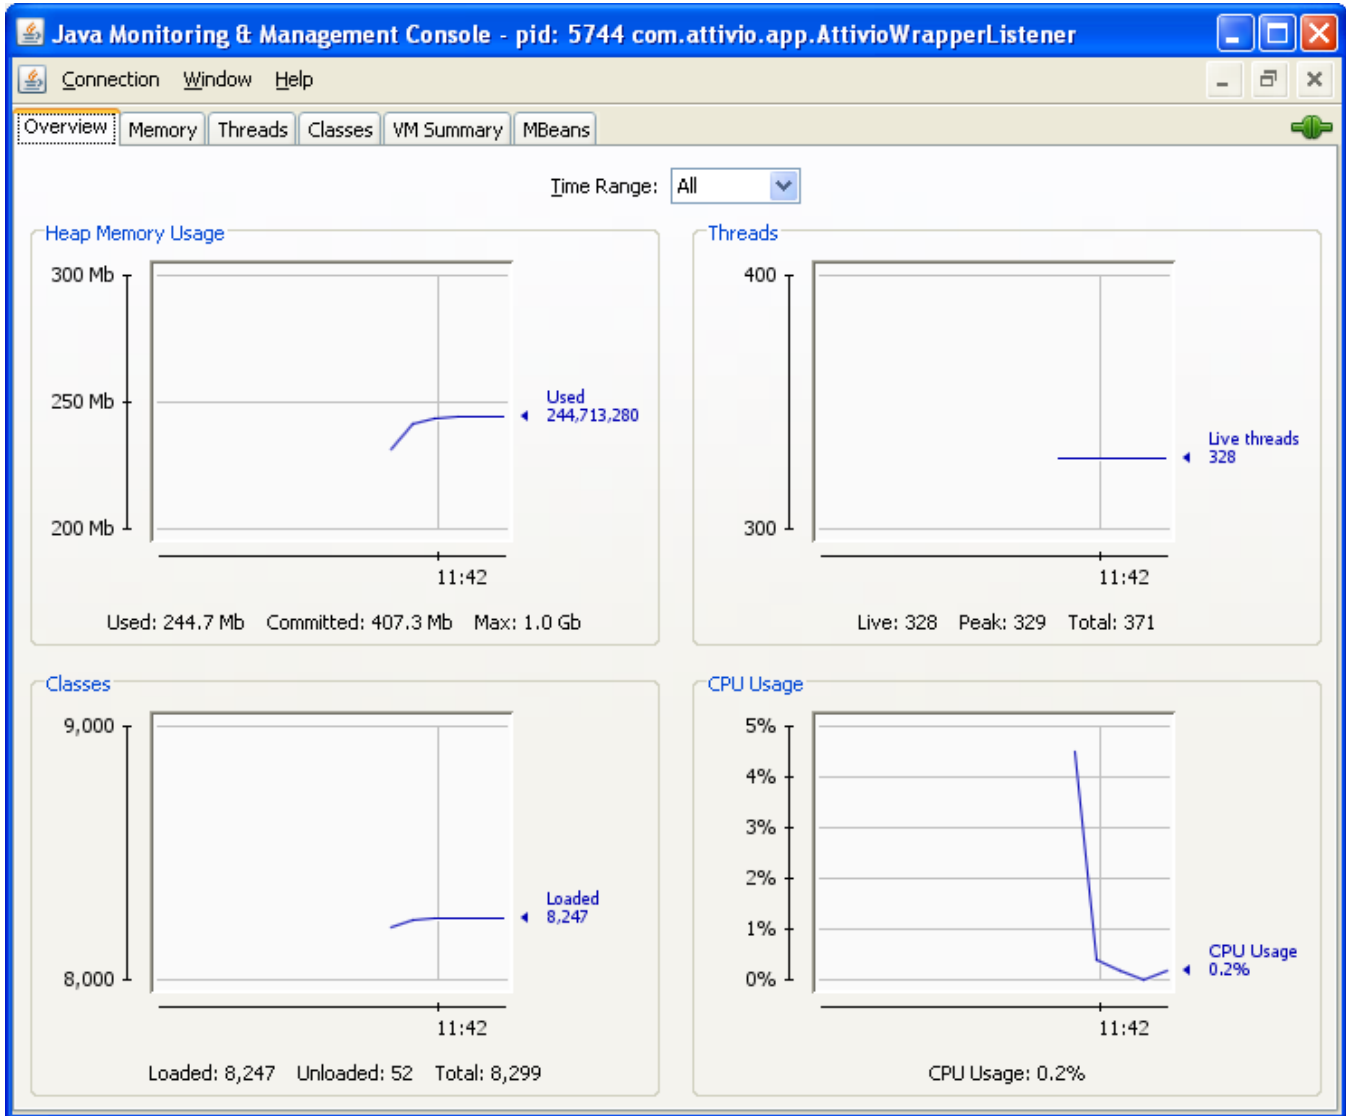 Java Monitoring & Management Console - pid: 5744 com.attivio.app.AttivioWrapperListener
Connection Window Help
Overview Memory Threads Classes VM Summary MBeans
Time Range: All
Heap Memory Usage
300 Mb
250 Mb
200 Mb
Used
244,713,280
11:42
Used: 244.7 Mb Committed: 407.3 Mb Max: 1.0 Gb
Threads
400
300
Live threads
328
11:42
Live: 328 Peak: 329 Total: 371
Classes
9,000
8,000
Loaded
8,247
11:42
Loaded: 8,247 Unloaded: 52 Total: 8,299
CPU Usage
5%
4%
3%
2%
1%
0%
CPU Usage
0.2%
11:42
CPU Usage: 0.2%